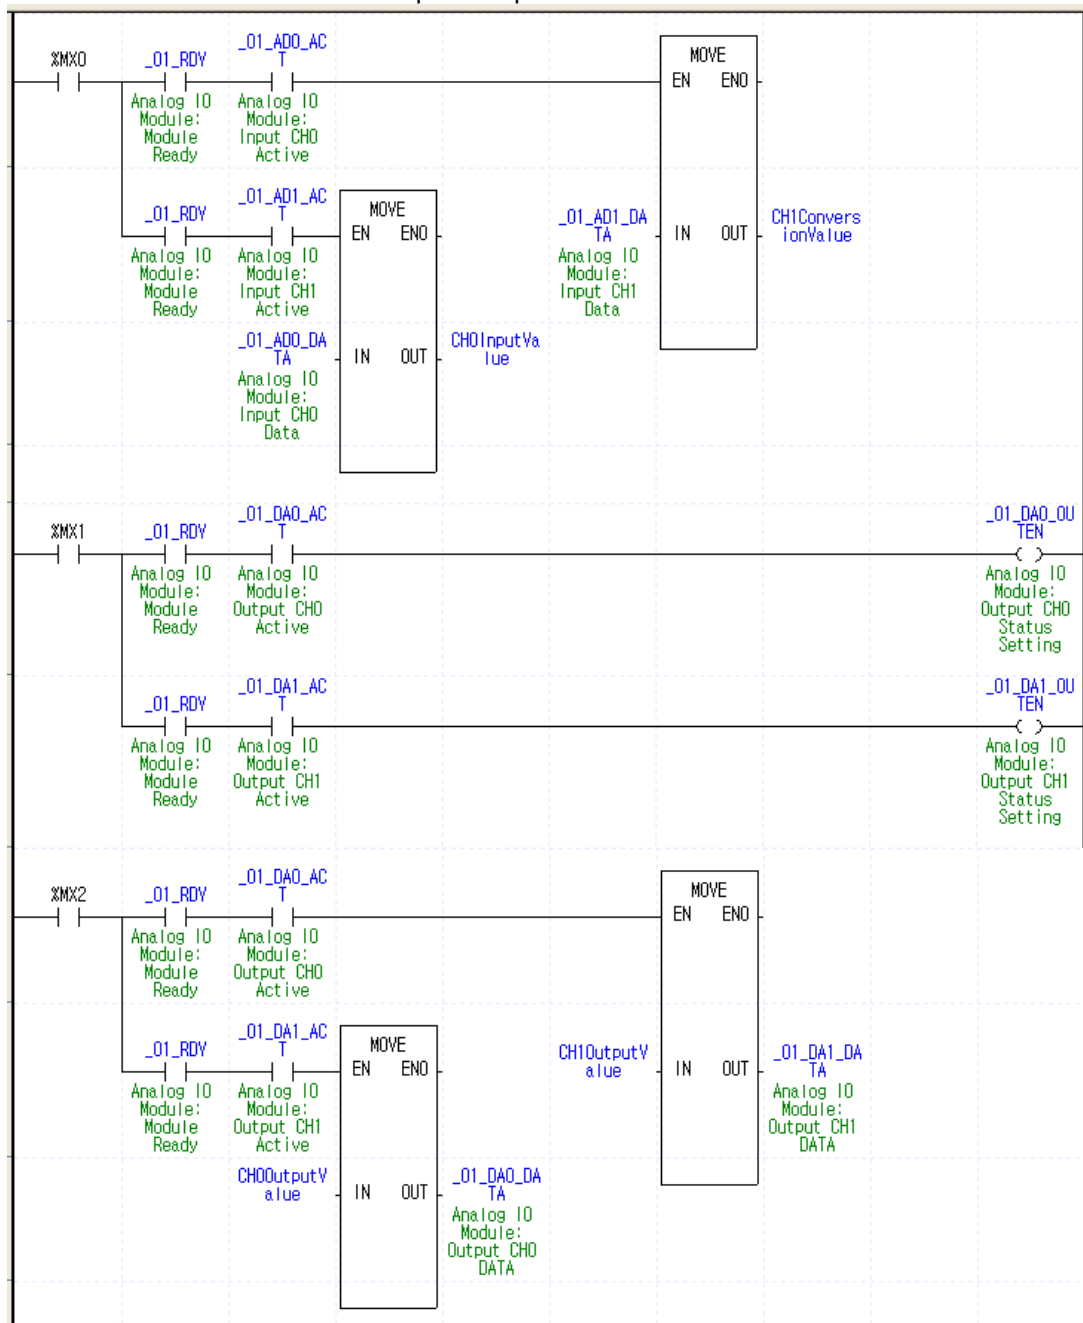 %MX0
_01_RDY
_01_AD0_AC
T
MOVE
EN ENO
Analog IO
Module:
Module
Ready
Analog IO
Module:
Input CH0
Active
_01_RDY
_01_AD1_AC
T
MOVE
EN ENO
_01_AD1_DA
TA
IN OUT
CH1Convers
ionValue
Analog IO
Module:
Module
Ready
Analog IO
Module:
Input CH1
Active
Analog IO
Module:
Input CH1
Data
_01_AD0_DA
TA
IN OUT
CH0InputVa
lue
Analog IO
Module:
Input CH0
Data
%MX1
_01_RDY
_01_DA0_AC
T
_01_DA0_OU
TEN
Analog IO
Module:
Module
Ready
Analog IO
Module:
Output CH0
Active
Analog IO
Module:
Output CH0
Status
Setting
_01_RDY
_01_DA1_AC
T
_01_DA1_OU
TEN
Analog IO
Module:
Module
Ready
Analog IO
Module:
Output CH1
Active
Analog IO
Module:
Output CH1
Status
Setting
%MX2
_01_RDY
_01_DA0_AC
T
MOVE
EN ENO
Analog IO
Module:
Module
Ready
Analog IO
Module:
Output CH0
Active
_01_RDY
_01_DA1_AC
T
MOVE
EN ENO
CH1OutputV
alue
IN OUT
_01_DA1_DA
TA
Analog IO
Module:
Module
Ready
Analog IO
Module:
Output CH1
Active
Analog IO
Module:
Output CH1
DATA
CH0OutputV
alue
IN OUT
_01_DA0_DA
TA
Analog IO
Module:
Output CH0
DATA